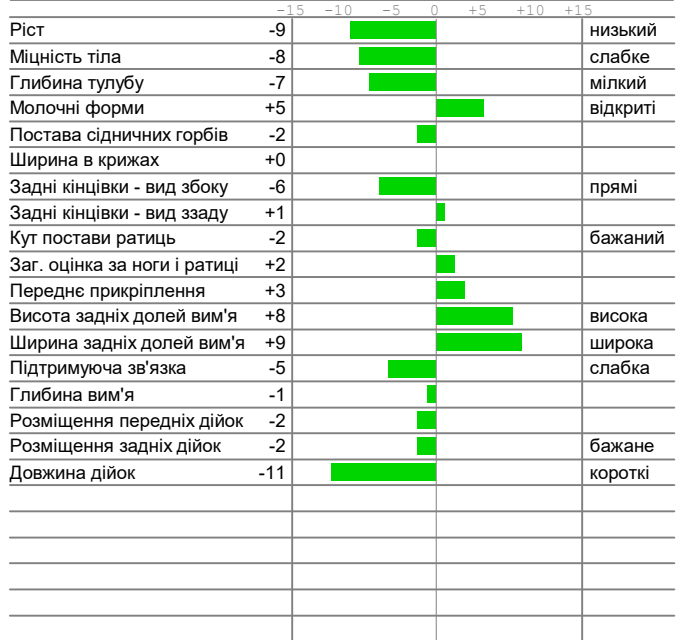 -15 -10 -5 0 +5 +10 +15
Ріст -9 низький
Міцність тіла -8 слабке
Глибина тулубу -7 мілкий
Молочні форми +5 відкриті
Постава сідничних горбів -2
Ширина в крижах +0
Задні кінцівки - вид збоку -6 прямі
Задні кінцівки - вид ззаду +1
Кут постави ратиць -2 бажаний
Заг. оцінка за ноги і ратиці +2
Переднє прикріплення +3
Висота задніх долей вим'я +8 висока
Ширина задніх долей вим'я +9 широка
Підтримуюча зв'язка -5 слабка
Глибина вим'я -1
Розміщення передніх дійок -2
Розміщення задніх дійок -2 бажане
Довжина дійок -11 короткі